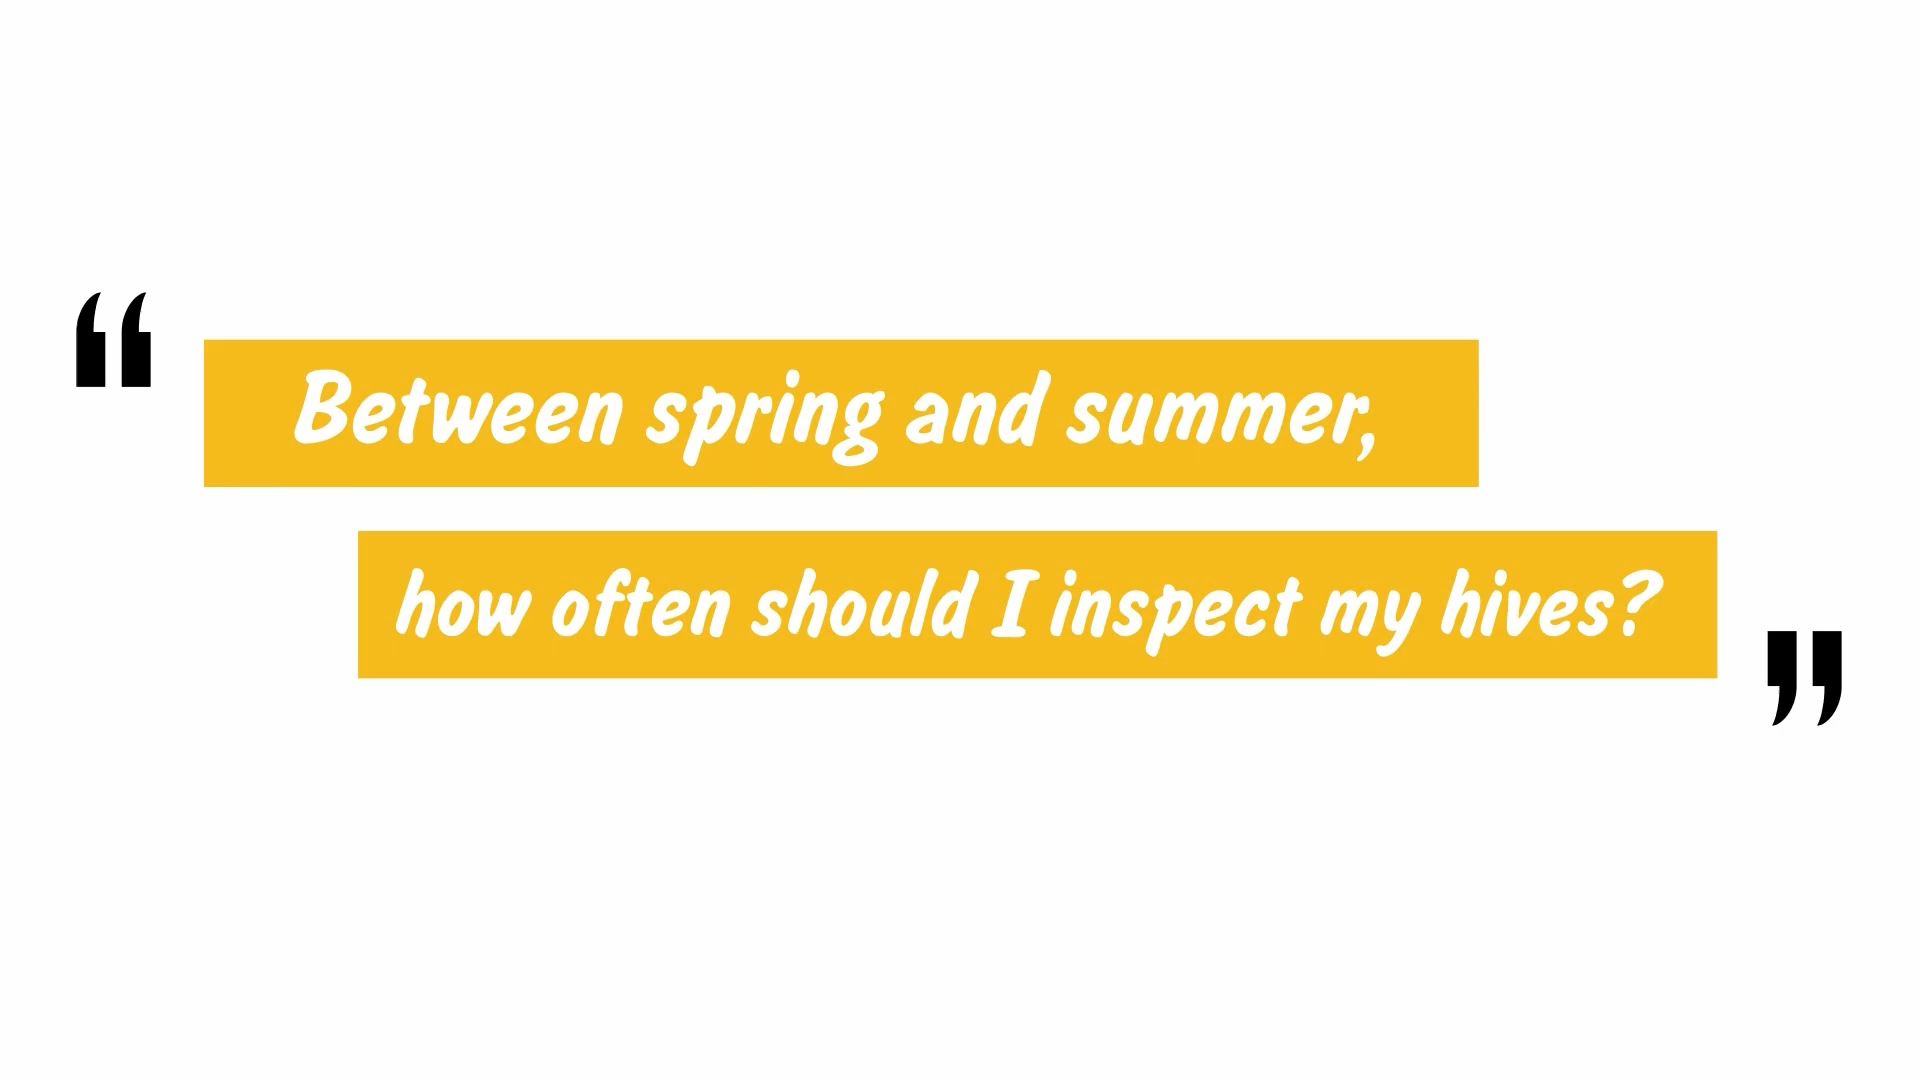 “Between spring and summer,
how often should I inspect my hives?”